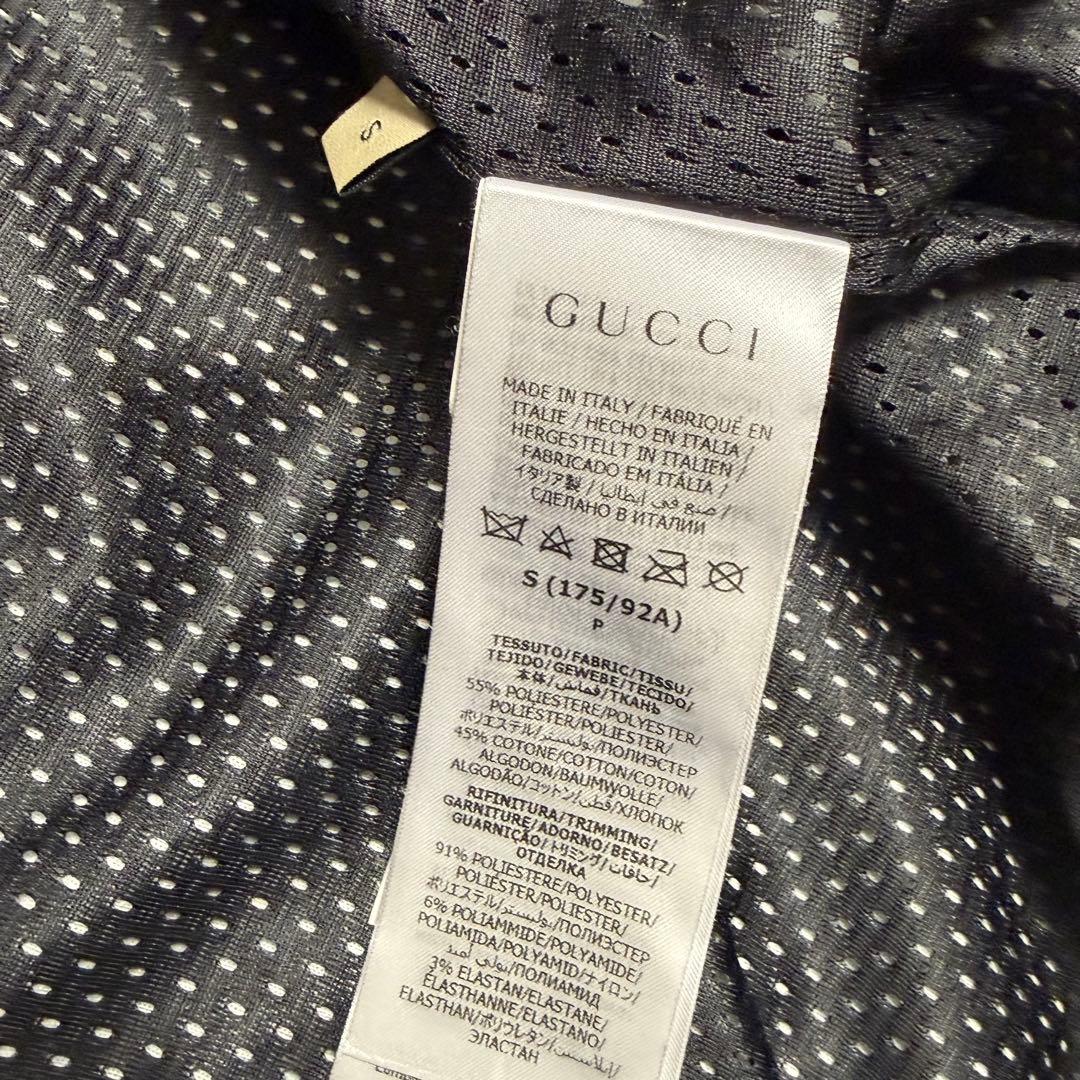 S
GUCCI
MADE IN ITALY / FABRIQUÉ EN
ITALIE / HECHO EN ITALIA /
HERGESTELLT IN ITALIEN /
FABRICADO EM ITALIA /
イタリア製 / صنع في إيطاليا /
СДЕЛАНО В ИТАЛИИ
S (175/92A)
P
TESSUTO/FABRIC/TISSU/
TEJIDO/GEWEBE/TECIDO/
本体/قماش/ТКАНЬ
55% POLIESTERE/POLYESTER/
POLIÉSTER/POLIESTER/
ポリエステル/بوليستر/ПОЛИЭСТЕР
45% COTONE/COTTON/COTON/
ALGODON/BAUMWOLLE/
ALGODÃO/コットン/قطن/ХЛОПОК
RIFINITURA/TRIMMING/
GARNITURE/ADORNO/BESATZ/
GUARNIÇÃO/トリミング/حافات/
ОТДЕЛКА
91% POLIESTERE/POLYESTER/
POLIÉSTER/POLIESTER/
ポリエステル/بوليستر/ПОЛИЭСТЕР
6% POLIAMMIDE/POLYAMIDE/
POLIAMIDA/POLYAMID/ナイロン/
بولي أميد/ПОЛИАМИД
3% ELASTAN/ELASTANE/
ELASTHANNE/ELASTANO/
ELASTHAN/ポリウレタン/إيلاستين/
ЭЛАСТАН